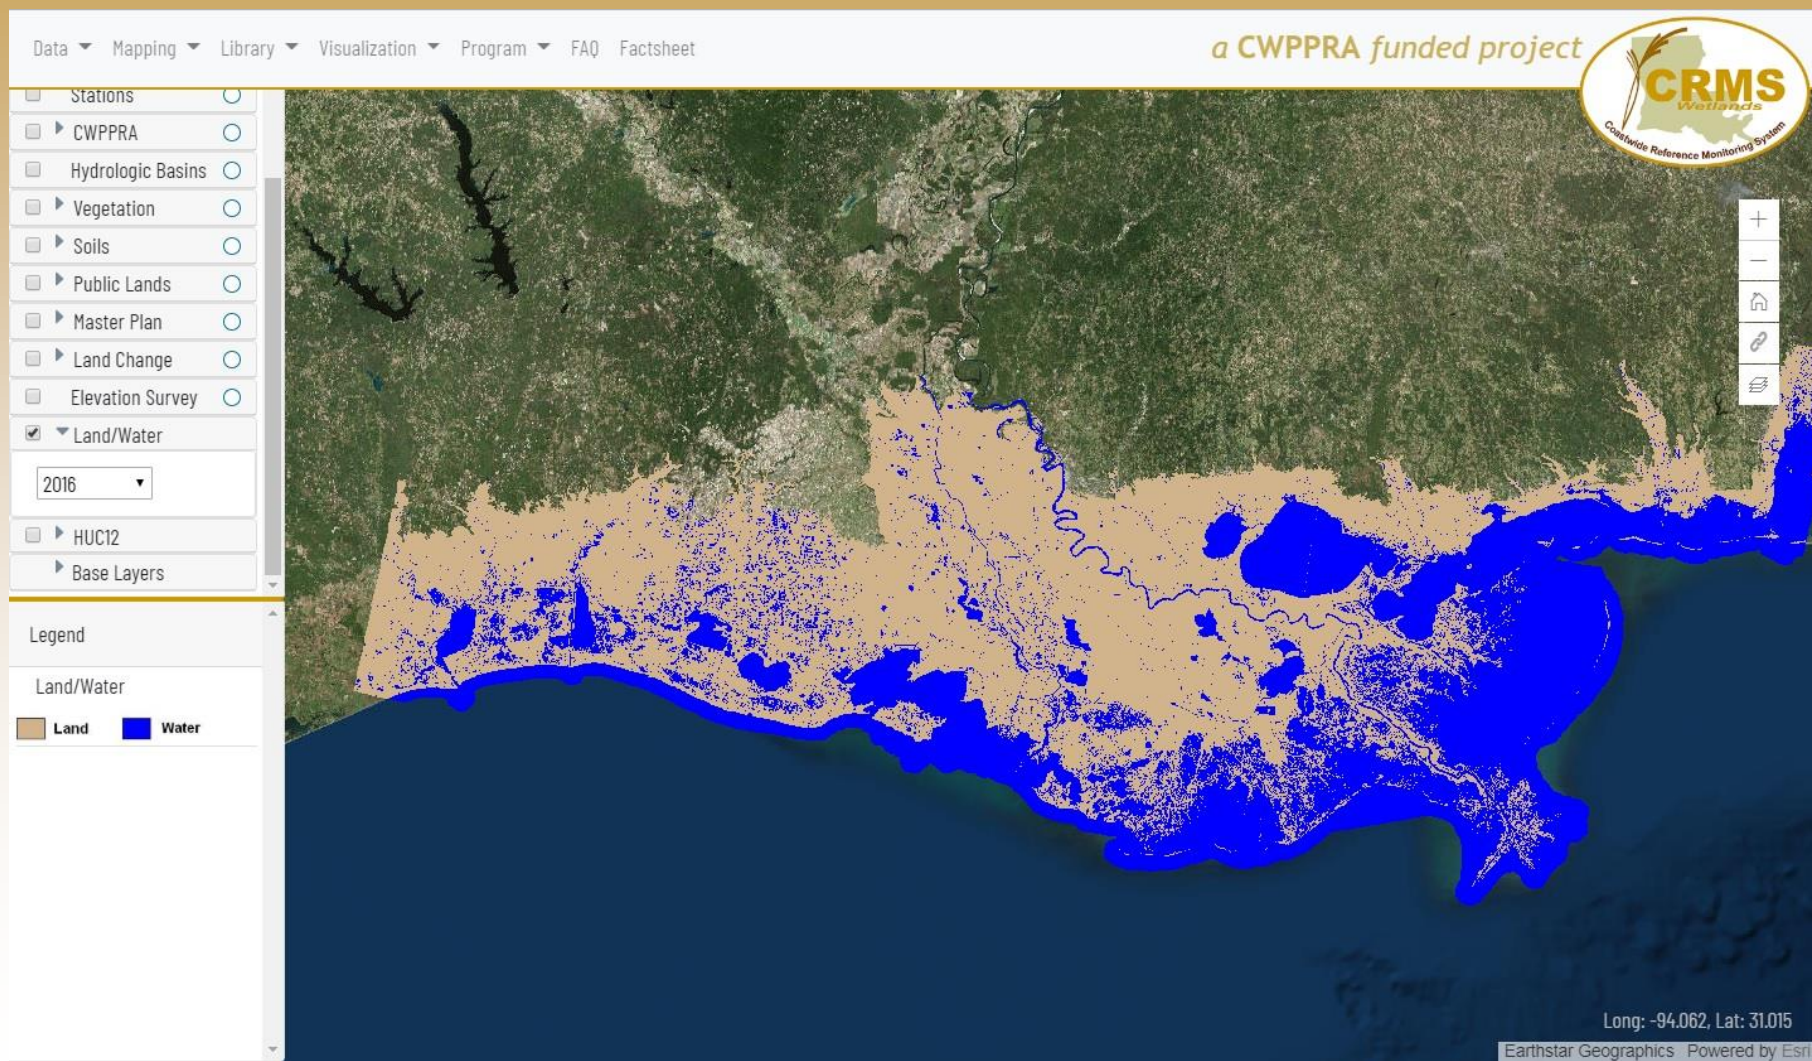 Data Mapping Library Visualization Program FAQ Factsheet
a CWPPRA funded project
CRMS
Wetlands
Coastwide Reference Monitoring System
Stations
CWPPRA
Hydrologic Basins
Vegetation
Soils
Public Lands
Master Plan
Land Change
Elevation Survey
Land/Water
2016
HUC12
Base Layers
Legend
Land/Water
Land Water
Long: -94.062, Lat: 31.015
Earthstar Geographics Powered by Esri